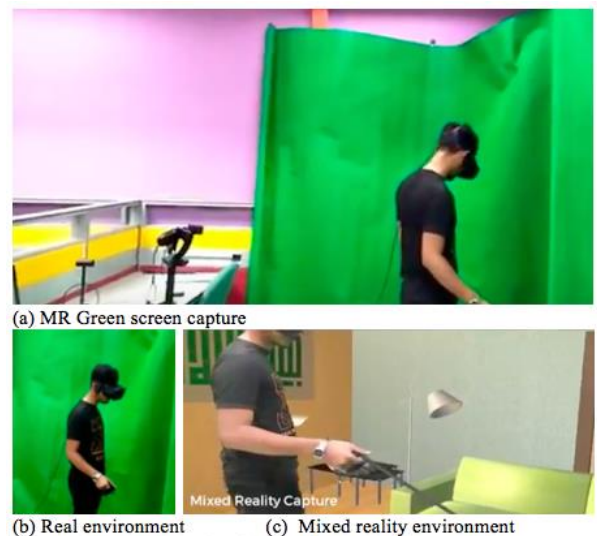 (a) MR Green screen capture
Mixed Reality Capture
(b) Real environment
(c) Mixed reality environment